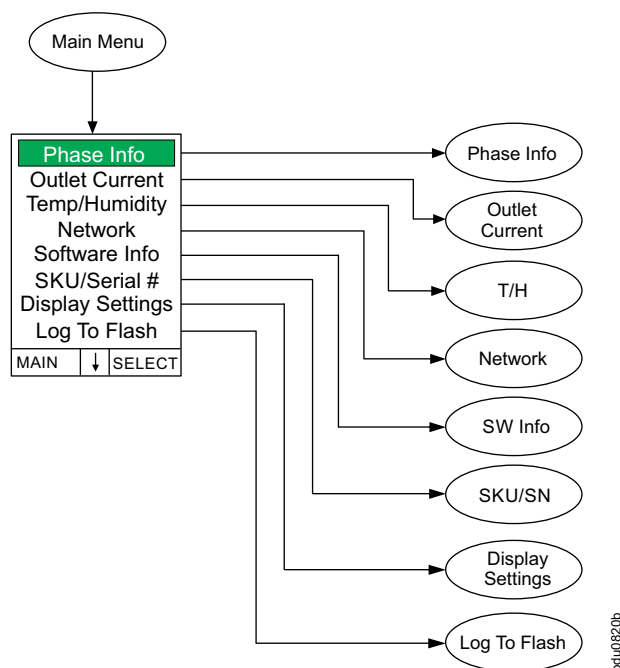 Main Menu
Phase Info
Outlet Current
Temp/Humidity
Network
Software Info
SKU/Serial #
Display Settings
Log To Flash
MAIN ↓ SELECT
Phase Info
Outlet
Current
T/H
Network
SW Info
SKU/SN
Display
Settings
Log To Flash